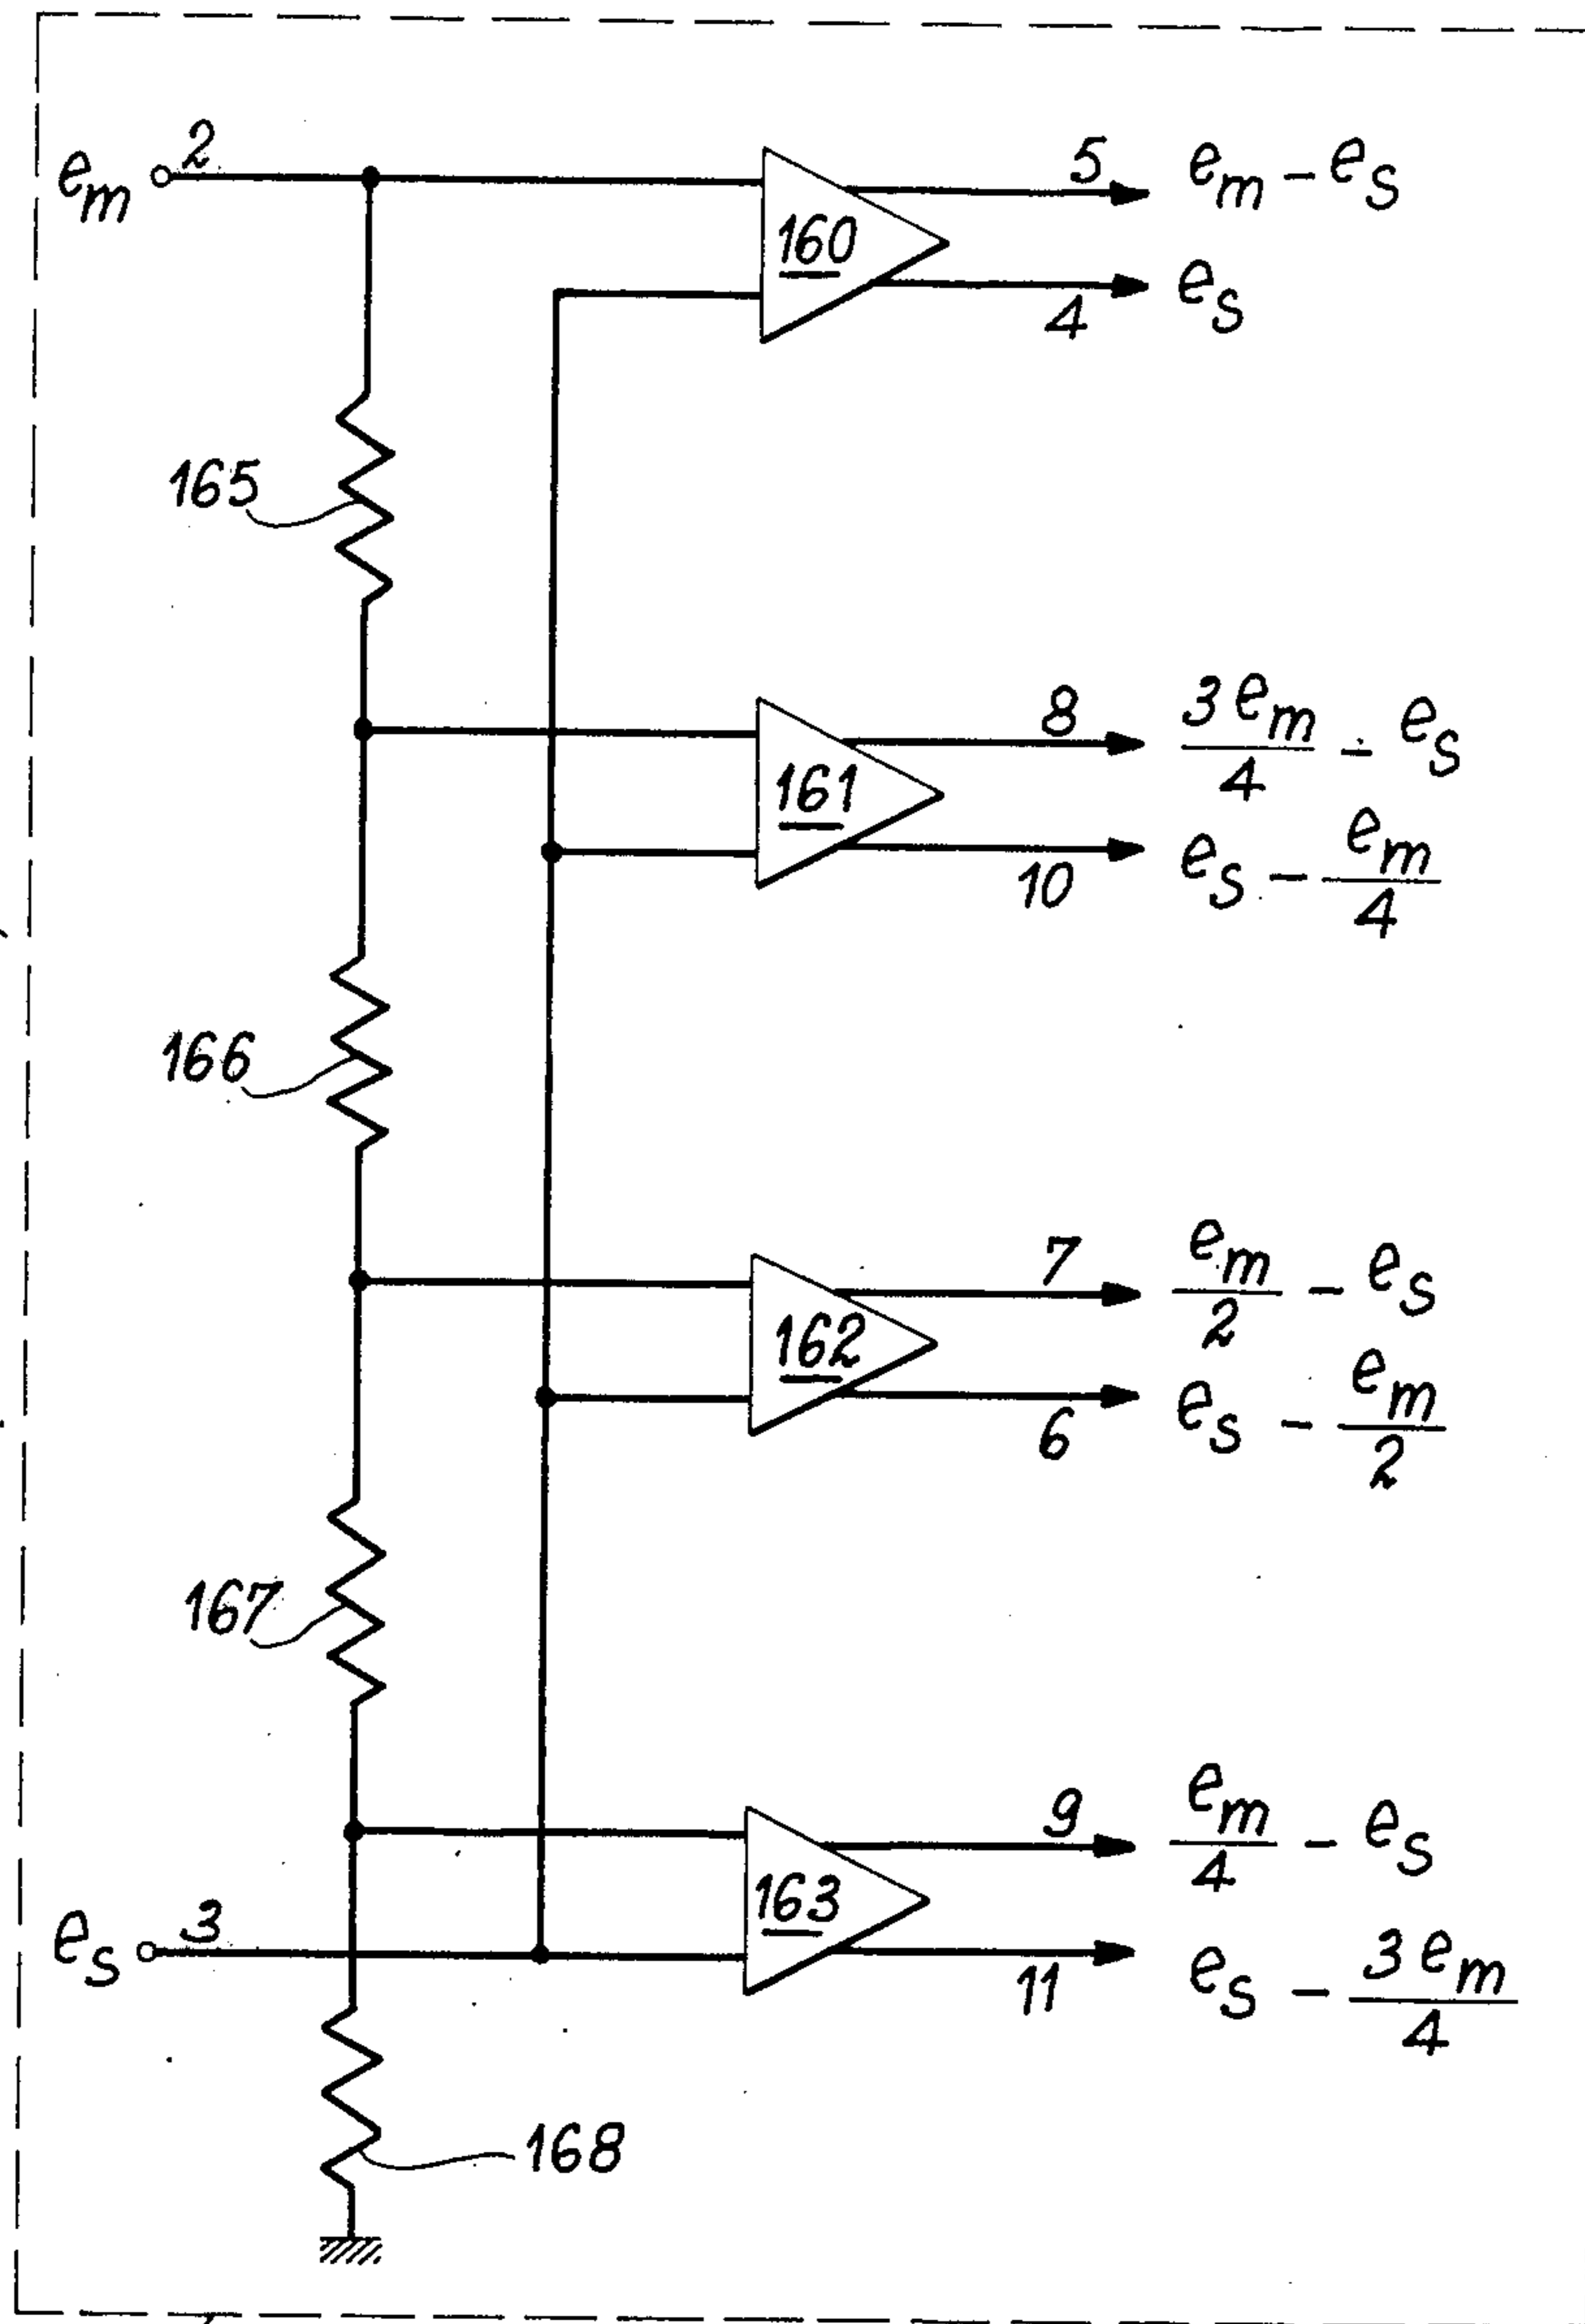 e_m 2 160 5 e_m - e_s
4 e_s
165
161 8 3e_m/4 - e_s
10 e_s - e_m/4
166
162 7 e_m/2 - e_s
6 e_s - e_m/2
167
163 9 e_m/4 - e_s
e_s 3 11 e_s - 3e_m/4
168